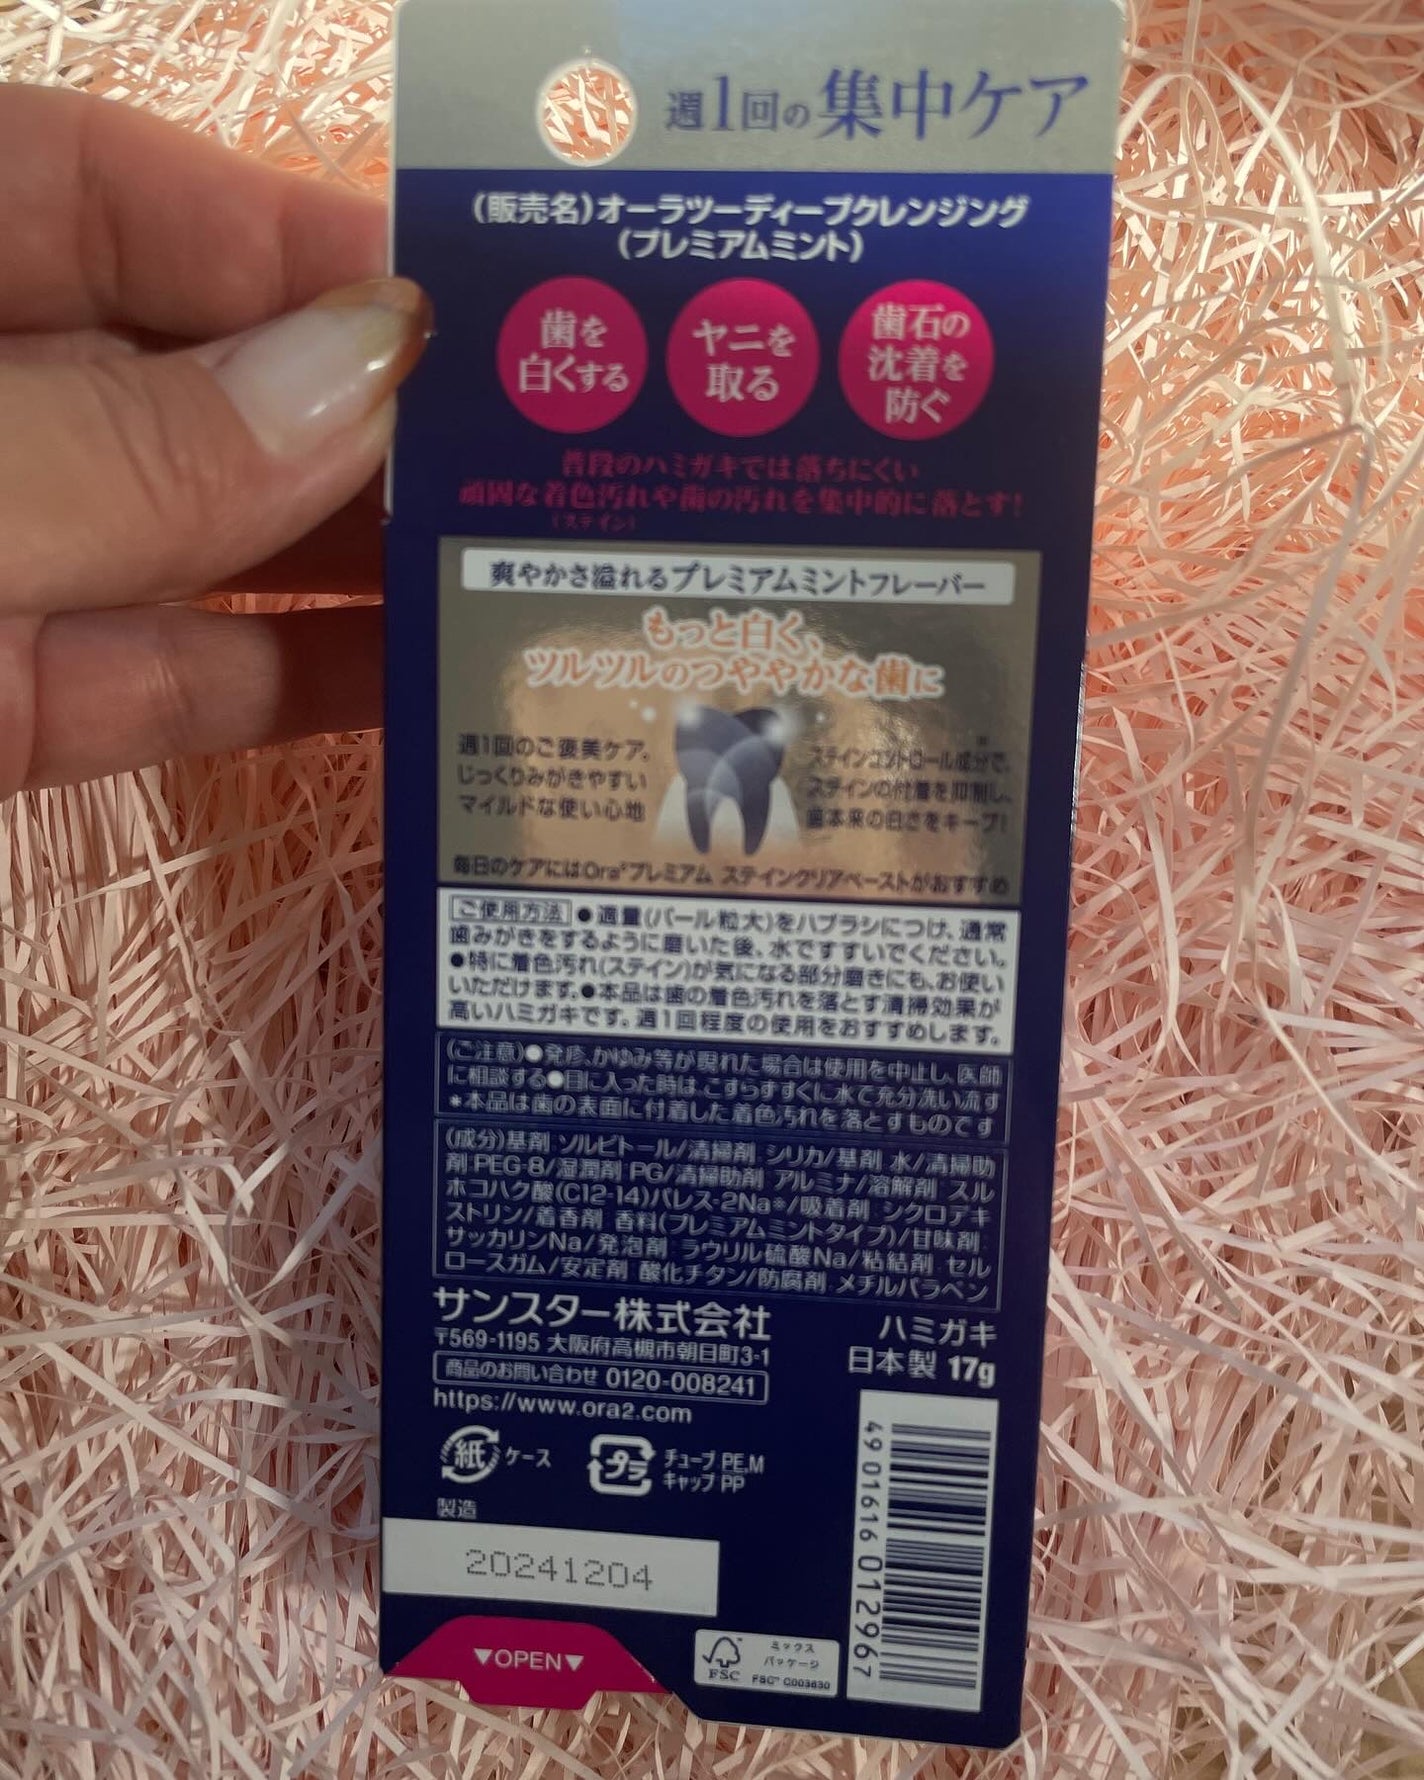 週1回の集中ケア
(販売名)オーラツーディープクレンジング
(プレミアムミント)
歯を
白くする
ヤニを
取る
歯石の
沈着を
防ぐ
普段のハミガキでは落ちにくい
頑固な着色汚れや歯の汚れを集中的に落とす!
(ステイン)
爽やかさ溢れるプレミアムミントフレーバー
もっと白く、
ツルツルのつややかな歯に
週1回のご褒美ケア。
じっくりみがきやすい
マイルドな使い心地
ステインコントロール成分※で、
ステインの付着を抑制し、
歯本来の白さをキープ!
毎日のケアにはOra²プレミアム ステインクリアペーストがおすすめ
ご使用方法 ●適量(パール粒大)をハブラシにつけ、通常
歯みがきをするように磨いた後、水ですすいでください。
●特に着色汚れ(ステイン)が気になる部分磨きにも、お使い
いただけます。●本品は歯の着色汚れを落とす清掃効果が
高いハミガキです。週1回程度の使用をおすすめします。
(ご注意)●発疹、かゆみ等が現れた場合は使用を中止し、医師
に相談する●目に入った時は、こすらずすぐに水で充分洗い流す
*本品は歯の表面に付着した着色汚れを落とすものです
(成分)基剤:ソルビトール/清掃剤:シリカ/基剤:水/清掃助
剤:PEG-8/湿潤剤:PG/清掃助剤:アルミナ/溶解剤:スル
ホコハク酸(C12-14)パレス-2Na※/吸着剤:シクロデキ
ストリン/着香剤:香料(プレミアムミントタイプ)/甘味剤:
サッカリンNa/発泡剤:ラウリル硫酸Na/粘結剤:セル
ロースガム/安定剤:酸化チタン/防腐剤:メチルパラベン
サンスター株式会社
〒569-1195 大阪府高槻市朝日町3-1
商品のお問い合わせ 0120-008241
https://www.ora2.com
ハミガキ
日本製 17g
紙 ケース
プラ チューブ PE,M
キャップ PP
製造
20241204
▼OPEN▼
FSC
ミックス
パッケージ
FSC™ C003830
4901616012967